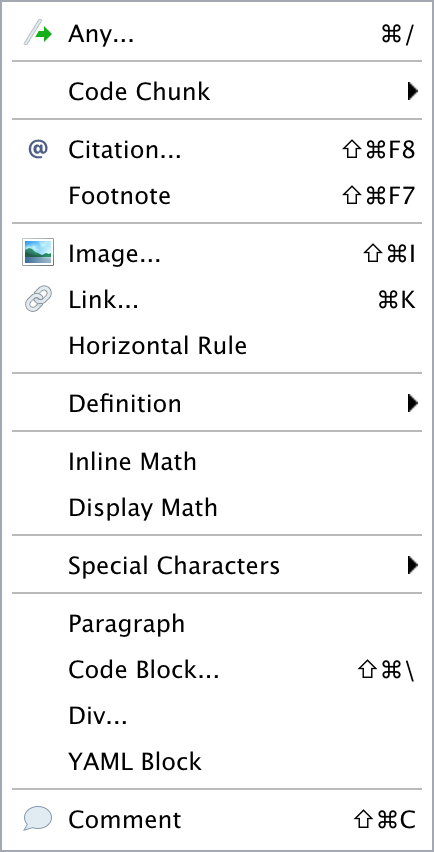 Any... ⌘/
Code Chunk
@ Citation... ⇧⌘F8
Footnote ⇧⌘F7
Image... ⇧⌘I
Link... ⌘K
Horizontal Rule
Definition
Inline Math
Display Math
Special Characters
Paragraph
Code Block... ⇧⌘\
Div...
YAML Block
Comment ⇧⌘C